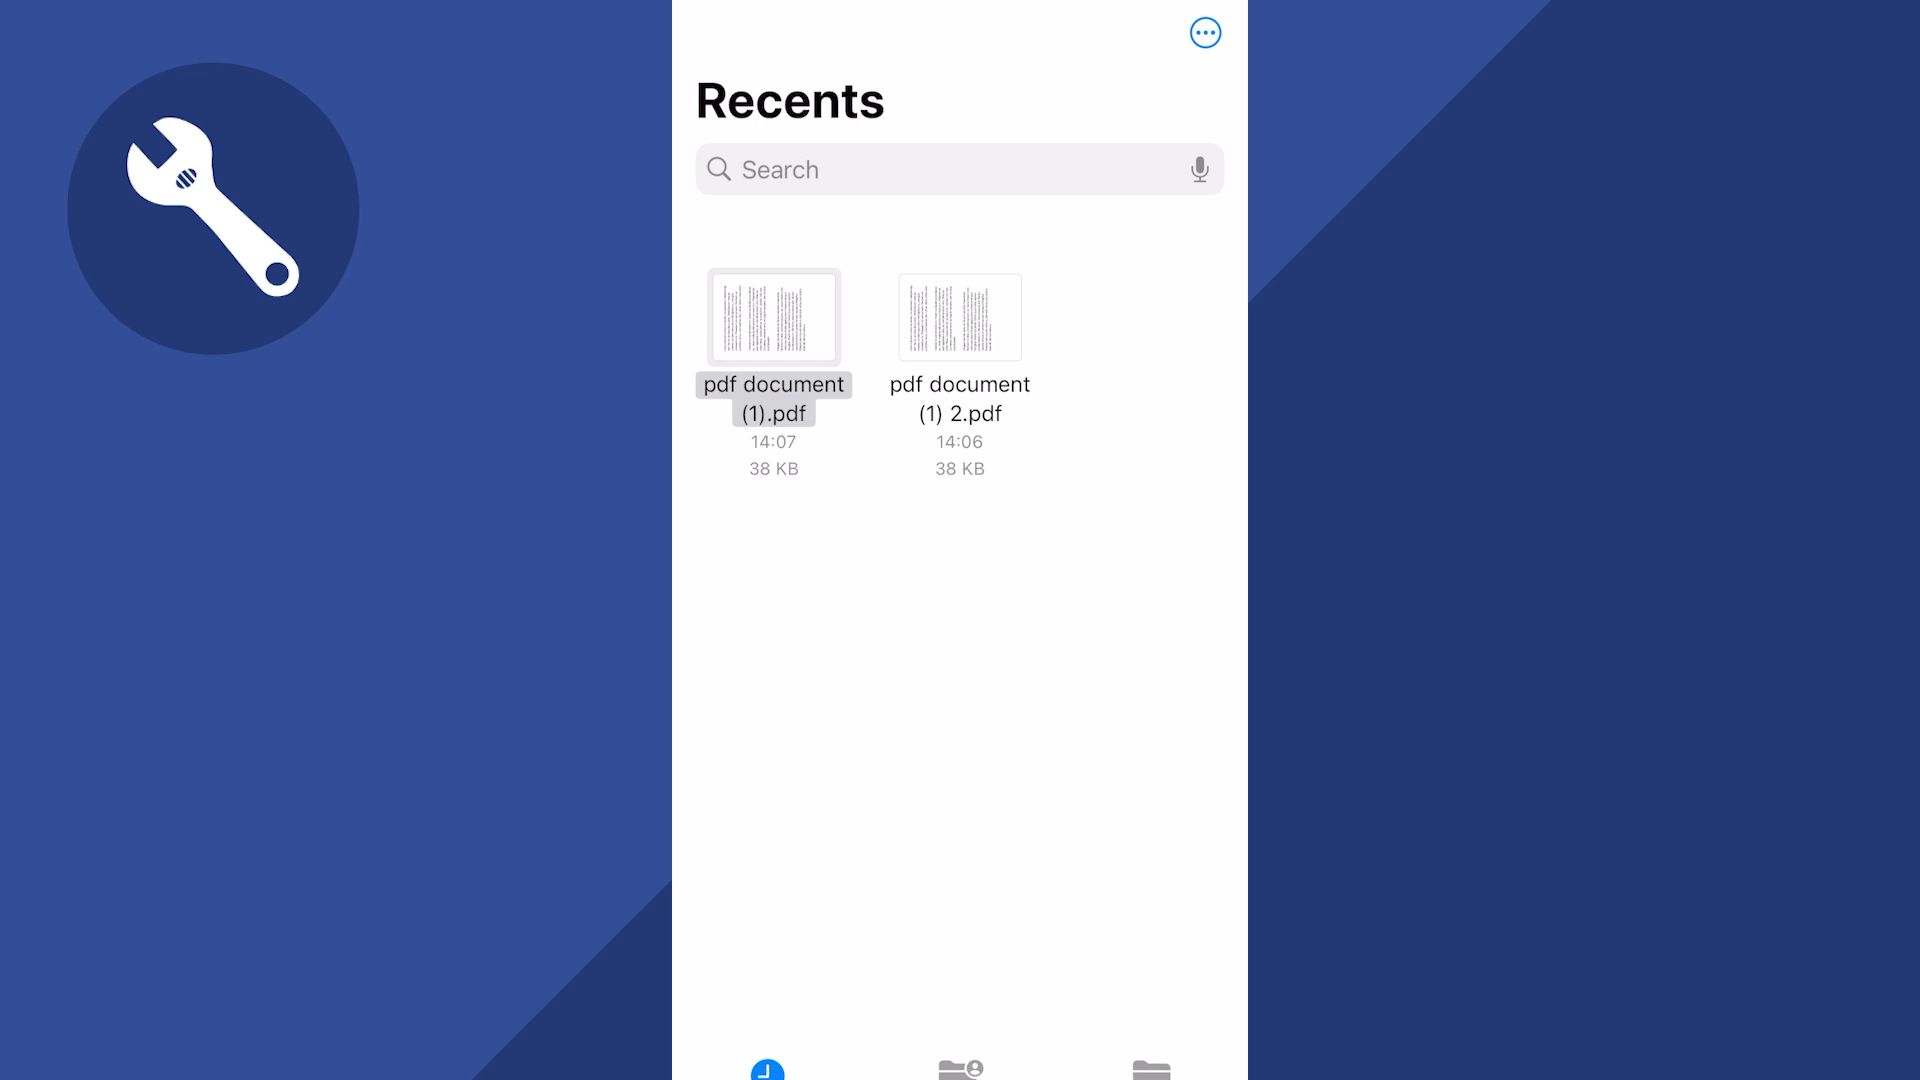 Recents
Search
pdf document
(1).pdf
14:07
38 KB
pdf document
(1) 2.pdf
14:06
38 KB